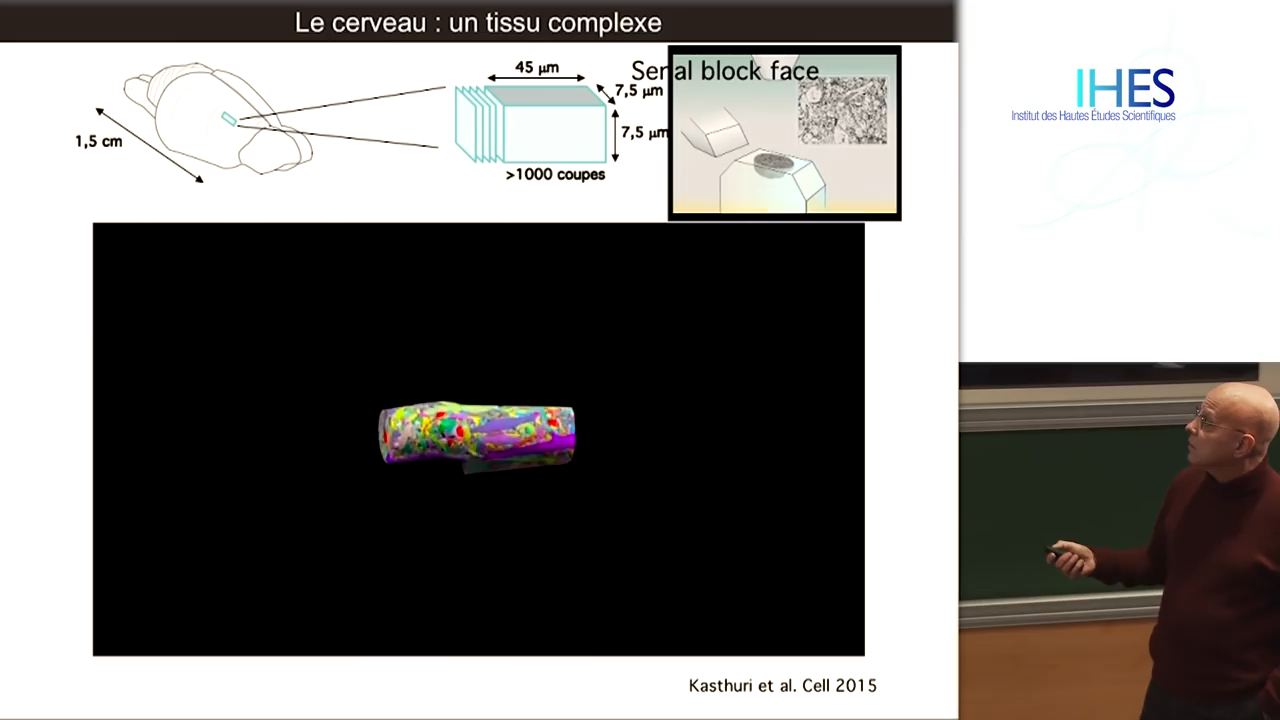 Le cerveau : un tissu complexe
45 µm
Serial block face
7,5 µm
1,5 cm
7,5 µm
>1000 coupes
IHES
Institut des Hautes Études Scientifiques
Kasthuri et al. Cell 2015